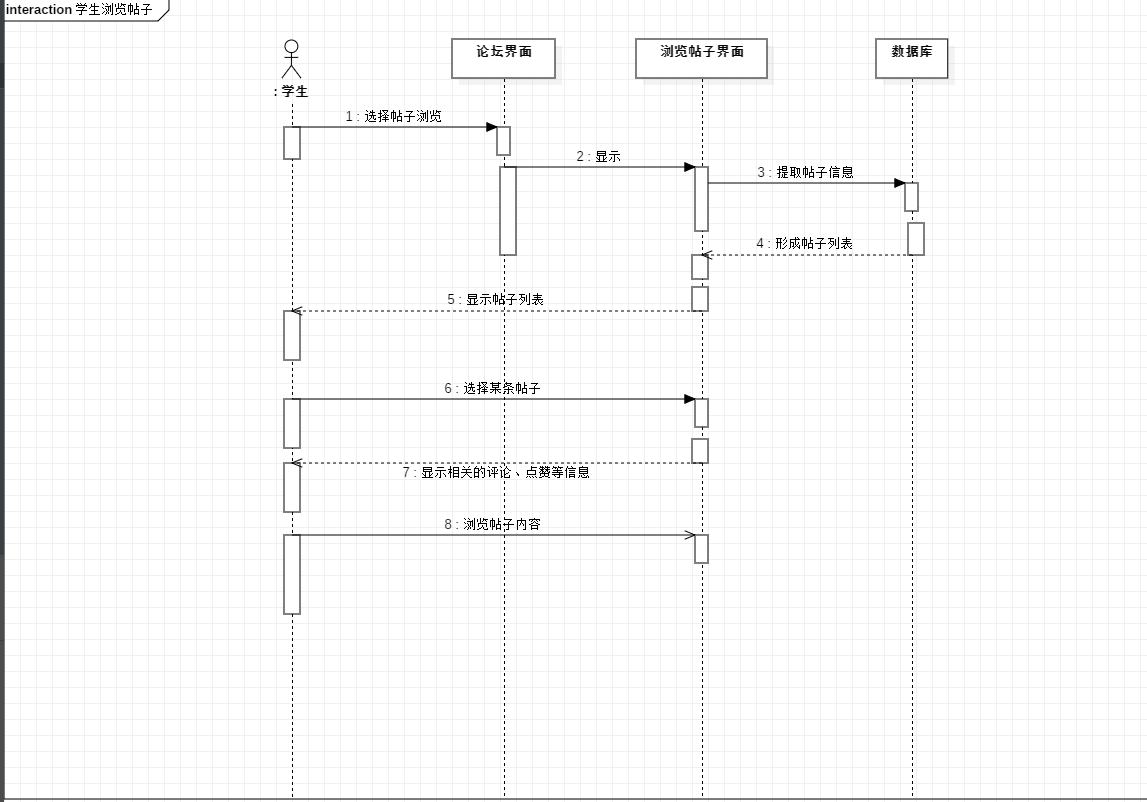 interaction 学生浏览帖子
论坛界面
浏览帖子界面
数据库
: 学生
1 : 选择帖子浏览
2 : 显示
3 : 提取帖子信息
4 : 形成帖子列表
5 : 显示帖子列表
6 : 选择某条帖子
7 : 显示相关的评论、点赞等信息
8 : 浏览帖子内容